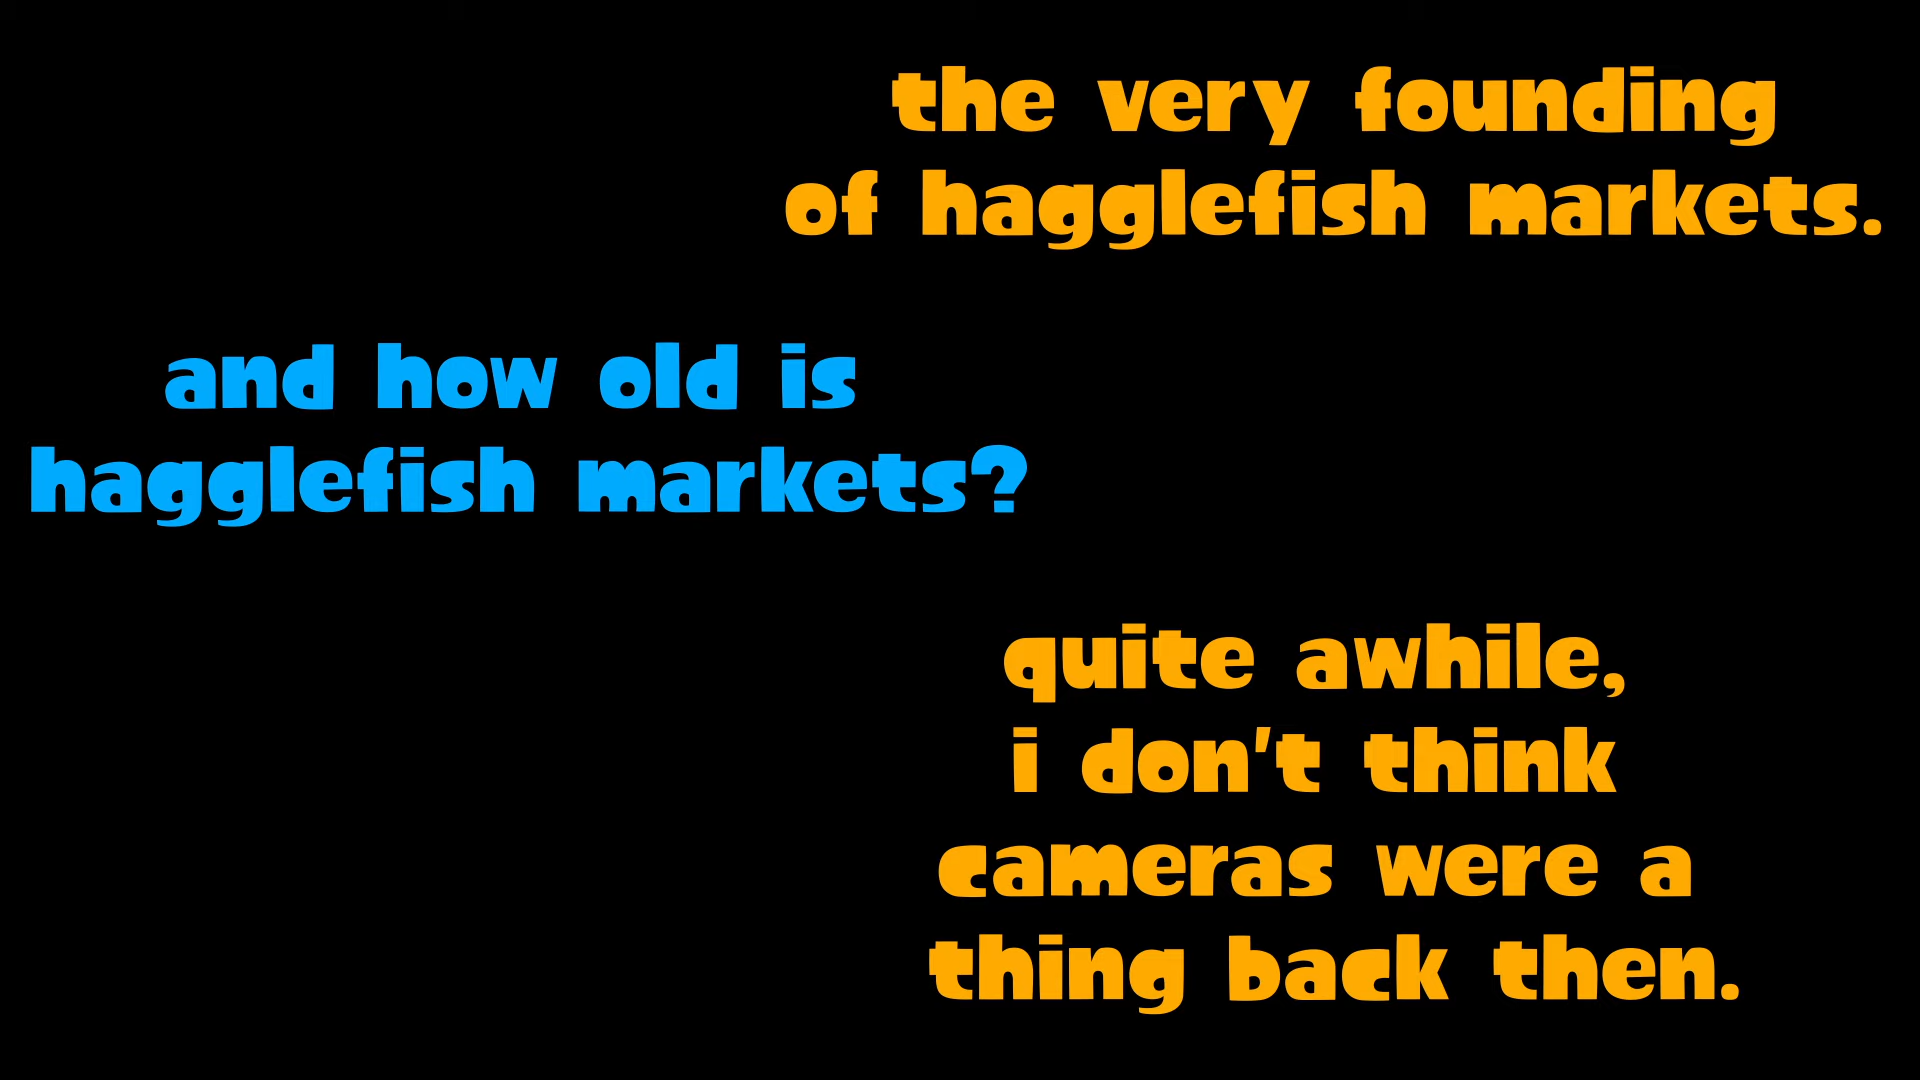 the very founding
of hagglefish markets.
and how old is
hagglefish markets?
quite awhile,
i don't think
cameras were a
thing back then.